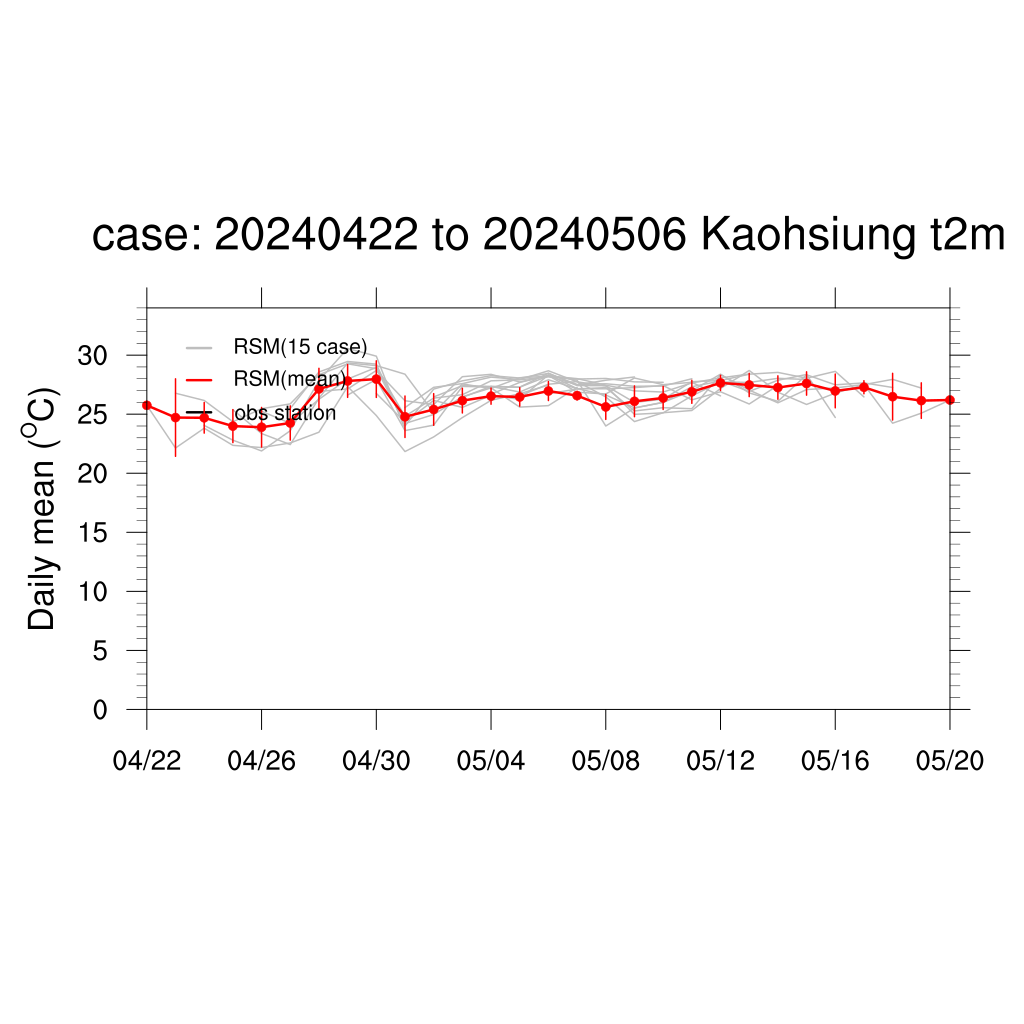 case: 20240422 to 20240506 Kaohsiung t2m
RSM(15 case)
RSM(mean)
obs station
Daily mean (°C)
30
25
20
15
10
5
0
04/22 04/26 04/30 05/04 05/08 05/12 05/16 05/20